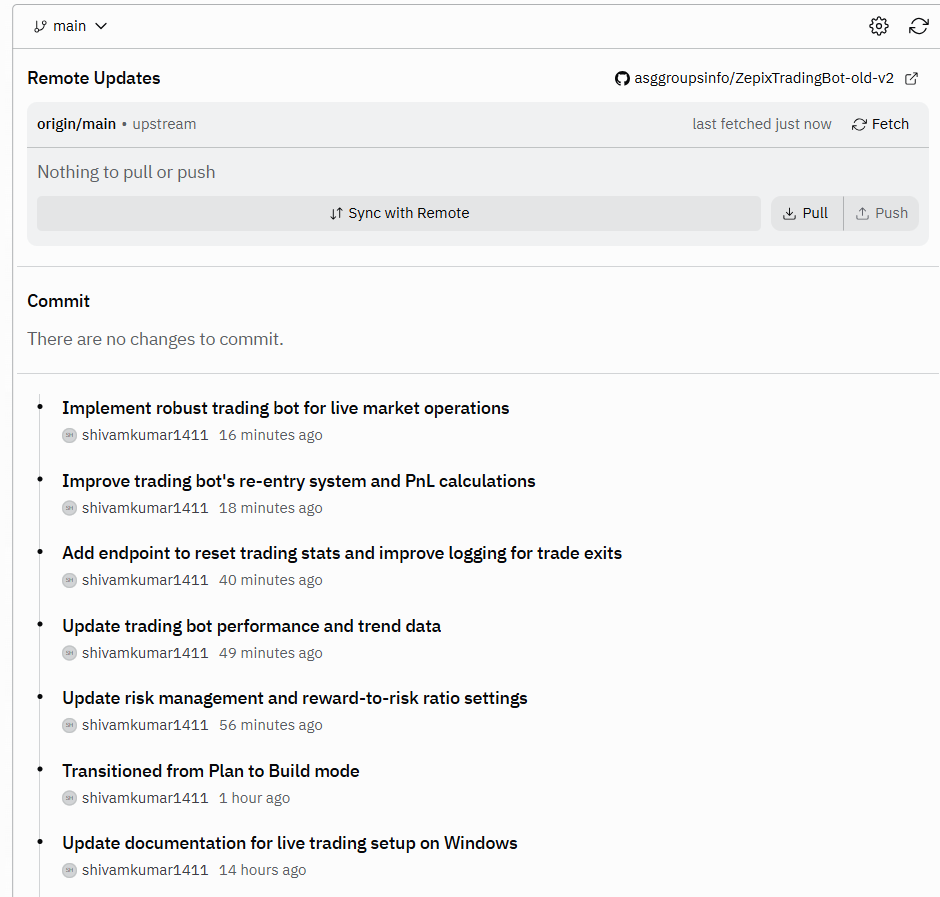 main
Remote Updates
asggroupsinfo/ZepixTradingBot-old-v2
origin/main • upstream
last fetched just now
Fetch
Nothing to pull or push
Sync with Remote
Pull
Push
Commit
There are no changes to commit.
Implement robust trading bot for live market operations
SH shivamkumar1411 16 minutes ago
Improve trading bot's re-entry system and PnL calculations
SH shivamkumar1411 18 minutes ago
Add endpoint to reset trading stats and improve logging for trade exits
SH shivamkumar1411 40 minutes ago
Update trading bot performance and trend data
SH shivamkumar1411 49 minutes ago
Update risk management and reward-to-risk ratio settings
SH shivamkumar1411 56 minutes ago
Transitioned from Plan to Build mode
SH shivamkumar1411 1 hour ago
Update documentation for live trading setup on Windows
SH shivamkumar1411 14 hours ago